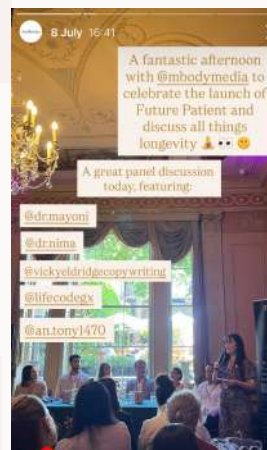 8 July 16:41
A fantastic afternoon
with @mbodymedia to
celebrate the launch of
Future Patient and
discuss all things
longevity
A great panel discussion
today, featuring:
@dr.mayoni
@dr.nima
@vickyeldridgecopywriting
@lifecodegx
@an.tony1470